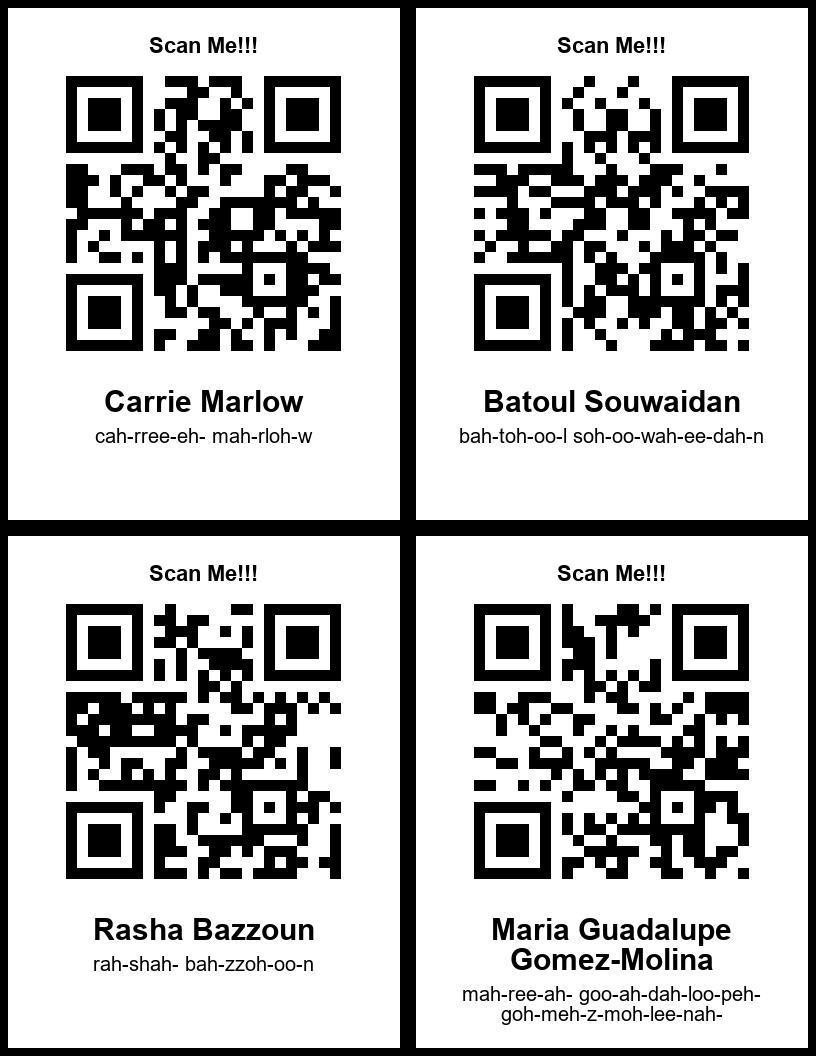 Scan Me!!!
Carrie Marlow
cah-rree-eh- mah-rloh-w
Scan Me!!!
Batoul Souwaidan
bah-toh-oo-l soh-oo-wah-ee-dah-n
Scan Me!!!
Rasha Bazzoun
rah-shah- bah-zzoh-oo-n
Scan Me!!!
Maria Guadalupe
Gomez-Molina
mah-ree-ah- goo-ah-dah-loo-peh-
goh-meh-z-moh-lee-nah-